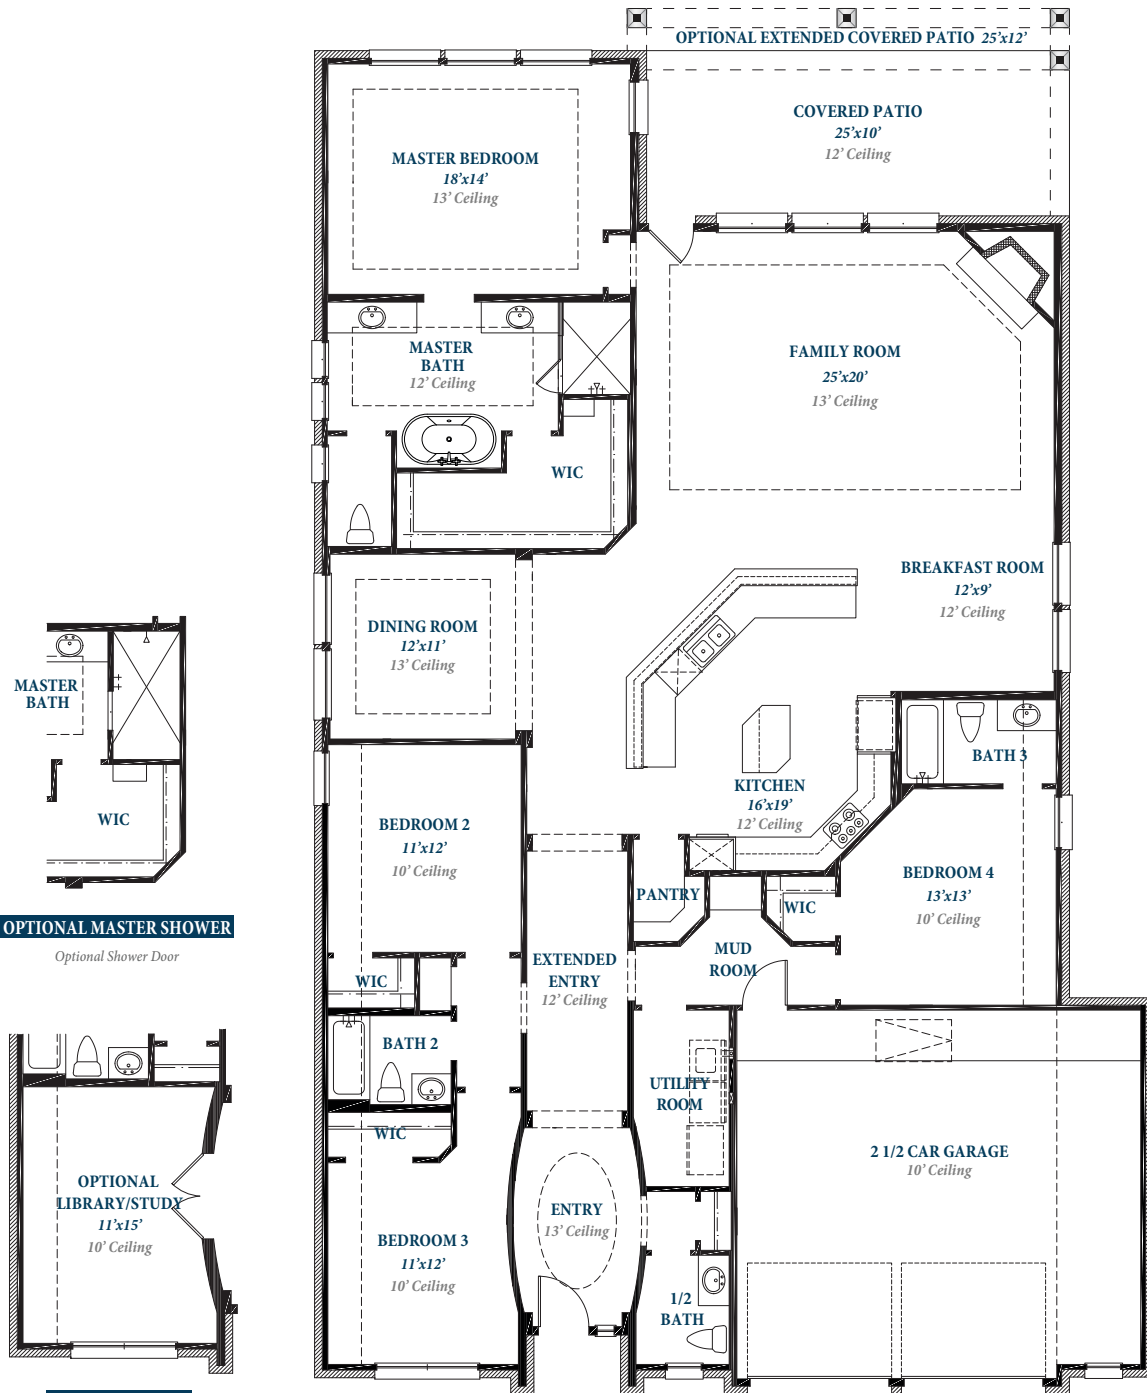 OPTIONAL EXTENDED COVERED PATIO 25'x12'
COVERED PATIO
25'x10'
12' Ceiling
MASTER BEDROOM
18'x14'
13' Ceiling
MASTER
BATH
12' Ceiling
FAMILY ROOM
25'x20'
13' Ceiling
WIC
BREAKFAST ROOM
12'x9'
12' Ceiling
DINING ROOM
12'x11'
13' Ceiling
MASTER
BATH
WIC
OPTIONAL MASTER SHOWER
Optional Shower Door
BATH 3
KITCHEN
16'x19'
12' Ceiling
BEDROOM 2
11'x12'
10' Ceiling
BEDROOM 4
13'x13'
10' Ceiling
PANTRY
WIC
MUD
ROOM
EXTENDED
ENTRY
12' Ceiling
WIC
BATH 2
UTILITY
ROOM
WIC
2 1/2 CAR GARAGE
10' Ceiling
OPTIONAL
LIBRARY/STUDY
11'x15'
10' Ceiling
ENTRY
13' Ceiling
BEDROOM 3
11'x12'
10' Ceiling
1/2
BATH